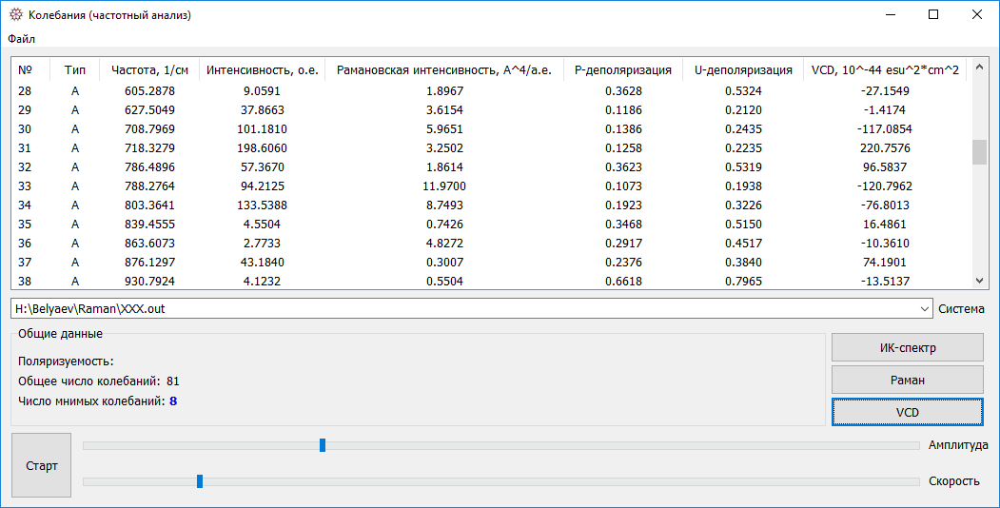 Колебания (частотный анализ)
Файл
№ Тип Частота, 1/см Интенсивность, о.е. Рамановская интенсивность, А^4/а.е. Р-деполяризация U-деполяризация VCD, 10^-44 esu^2*cm^2
28 A 605.2878 9.0591 1.8967 0.3628 0.5324 -27.1549
29 A 627.5049 37.8663 3.6154 0.1186 0.2120 -1.4174
30 A 708.7969 101.1810 5.9651 0.1386 0.2435 -117.0854
31 A 718.3279 198.6060 3.2502 0.1258 0.2235 220.7576
32 A 786.4896 57.3670 1.8614 0.3623 0.5319 96.5837
33 A 788.2764 94.2125 11.9700 0.1073 0.1938 -120.7962
34 A 803.3641 133.5388 8.7493 0.1923 0.3226 -76.8013
35 A 839.4555 4.5504 0.7426 0.3468 0.5150 16.4861
36 A 863.6073 2.7733 4.8272 0.2917 0.4517 -10.3610
37 A 876.1297 43.1840 0.3007 0.2376 0.3840 74.1901
38 A 930.7924 4.1232 0.5504 0.6618 0.7965 -13.5137
H:\Belyaev\Raman\XXX.out Система
Общие данные
Поляризуемость:
Общее число колебаний: 81
Число мнимых колебаний: 8
ИК-спектр
Раман
VCD
Старт
Амплитуда
Скорость